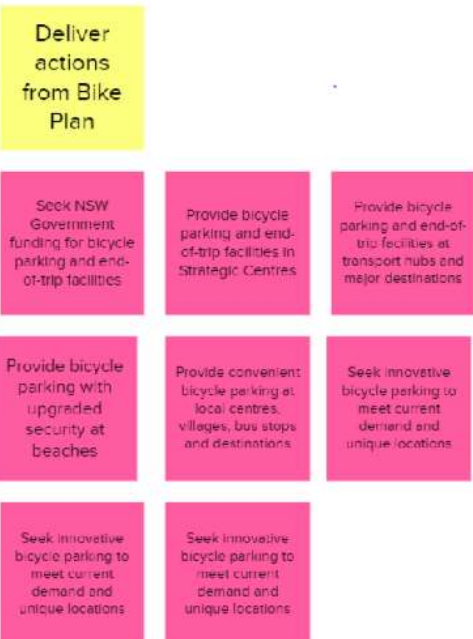 Deliver
actions
from Bike
Plan
Seek NSW
Government
funding for bicycle
parking and end-
of-trip facilities
Provide bicycle
parking and end-
of-trip facilities in
Strategic Centres
Provide bicycle
parking and end-of-
trip facilities at
transport hubs and
major destinations
Provide bicycle
parking with
upgraded
security at
beaches
Provide convenient
bicycle parking at
local centres,
villages, bus stops
and destinations
Seek innovative
bicycle parking to
meet current
demand and
unique locations
Seek innovative
bicycle parking to
meet current
demand and
unique locations
Seek innovative
bicycle parking to
meet current
demand and
unique locations